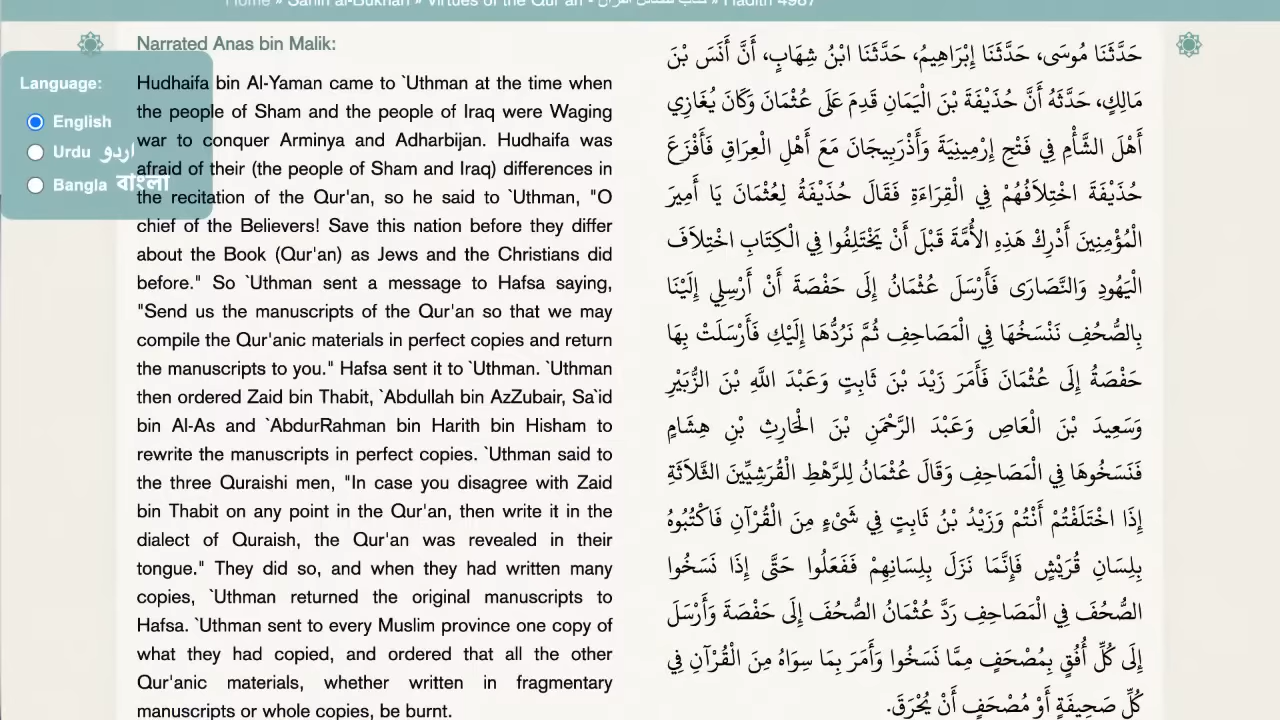 Home » Sahih al-Bukhari » Virtues of the Qur'an - كتاب فضائل القرآن » Hadith 4987
Language:
English
Urdu اردو
Bangla বাংলা
Narrated Anas bin Malik:
Hudhaifa bin Al-Yaman came to `Uthman at the time when
the people of Sham and the people of Iraq were Waging
war to conquer Arminya and Adharbijan. Hudhaifa was
afraid of their (the people of Sham and Iraq) differences in
the recitation of the Qur'an, so he said to `Uthman, "O
chief of the Believers! Save this nation before they differ
about the Book (Qur'an) as Jews and the Christians did
before." So `Uthman sent a message to Hafsa saying,
"Send us the manuscripts of the Qur'an so that we may
compile the Qur'anic materials in perfect copies and return
the manuscripts to you." Hafsa sent it to `Uthman. `Uthman
then ordered Zaid bin Thabit, `Abdullah bin AzZubair, Sa`id
bin Al-As and `AbdurRahman bin Harith bin Hisham to
rewrite the manuscripts in perfect copies. `Uthman said to
the three Quraishi men, "In case you disagree with Zaid
bin Thabit on any point in the Qur'an, then write it in the
dialect of Quraish, the Qur'an was revealed in their
tongue." They did so, and when they had written many
copies, `Uthman returned the original manuscripts to
Hafsa. `Uthman sent to every Muslim province one copy of
what they had copied, and ordered that all the other
Qur'anic materials, whether written in fragmentary
manuscripts or whole copies, be burnt.
حَدَّثَنَا مُوسَى، حَدَّثَنَا إِبْرَاهِيمُ، حَدَّثَنَا ابْنُ شِهَابٍ، أَنَّ أَنَسَ بْنَ
مَالِكٍ، حَدَّثَهُ أَنَّ حُذَيْفَةَ بْنَ الْيَمَانِ قَدِمَ عَلَى عُثْمَانَ وَكَانَ يُغَازِي
أَهْلَ الشَّأْمِ فِي فَتْحِ إِرْمِينِيَةَ وَأَذْرَبِيجَانَ مَعَ أَهْلِ الْعِرَاقِ فَأَفْزَعَ
حُذَيْفَةَ اخْتِلاَفُهُمْ فِي الْقِرَاءَةِ فَقَالَ حُذَيْفَةُ لِعُثْمَانَ يَا أَمِيرَ
الْمُؤْمِنِينَ أَدْرِكْ هَذِهِ الأُمَّةَ قَبْلَ أَنْ يَخْتَلِفُوا فِي الْكِتَابِ اخْتِلاَفَ
الْيَهُودِ وَالنَّصَارَى فَأَرْسَلَ عُثْمَانُ إِلَى حَفْصَةَ أَنْ أَرْسِلِي إِلَيْنَا
بِالصُّحُفِ نَنْسَخُهَا فِي الْمَصَاحِفِ ثُمَّ نَرُدُّهَا إِلَيْكِ فَأَرْسَلَتْ بِهَا
حَفْصَةُ إِلَى عُثْمَانَ فَأَمَرَ زَيْدَ بْنَ ثَابِتٍ وَعَبْدَ اللَّهِ بْنَ الزُّبَيْرِ
وَسَعِيدَ بْنَ الْعَاصِ وَعَبْدَ الرَّحْمَنِ بْنَ الْحَارِثِ بْنِ هِشَامٍ
فَنَسَخُوهَا فِي الْمَصَاحِفِ وَقَالَ عُثْمَانُ لِلرَّهْطِ الْقُرَشِيِّينَ الثَّلاَثَةِ
إِذَا اخْتَلَفْتُمْ أَنْتُمْ وَزَيْدُ بْنُ ثَابِتٍ فِي شَىْءٍ مِنَ الْقُرْآنِ فَاكْتُبُوهُ
بِلِسَانِ قُرَيْشٍ فَإِنَّمَا نَزَلَ بِلِسَانِهِمْ فَفَعَلُوا حَتَّى إِذَا نَسَخُوا
الصُّحُفَ فِي الْمَصَاحِفِ رَدَّ عُثْمَانُ الصُّحُفَ إِلَى حَفْصَةَ وَأَرْسَلَ
إِلَى كُلِّ أُفُقٍ بِمُصْحَفٍ مِمَّا نَسَخُوا وَأَمَرَ بِمَا سِوَاهُ مِنَ الْقُرْآنِ فِي
كُلِّ صَحِيفَةٍ أَوْ مُصْحَفٍ أَنْ يُحْرَقَ.